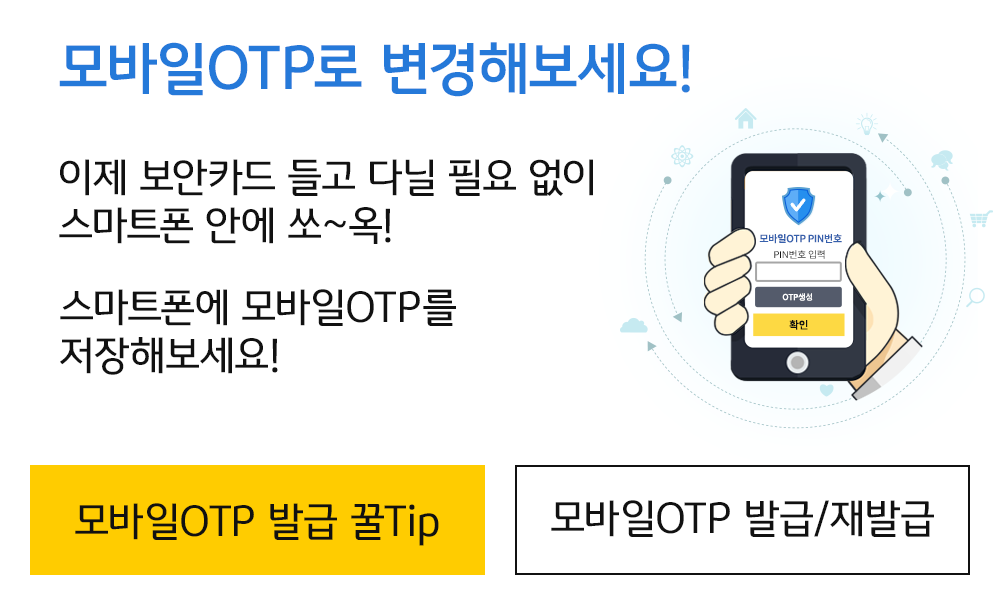 모바일OTP로 변경해보세요!
이제 보안카드 들고 다닐 필요 없이
스마트폰 안에 쏘~옥!
스마트폰에 모바일OTP를
저장해보세요!
모바일OTP PIN번호
PIN번호 입력
OTP생성
확인
모바일OTP 발급 꿀Tip
모바일OTP 발급/재발급